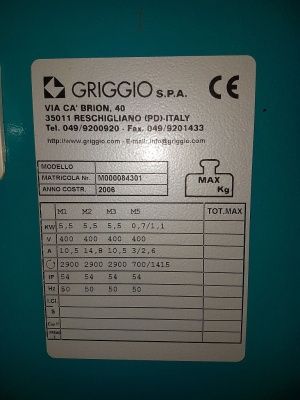 GRIGGIO S.P.A.
VIA CA' BRION, 40
35011 RESCHIGLIANO (PD)-ITALY
Tel. 049/9200920 - Fax. 049/9201433
www.griggio.com - E-mail:info@griggio.com
MODELLO
MATRICOLA Nr. M000084301
ANNO COSTR. 2006
MAX
Kg
M1 M2 M3 M5 TOT.MAX
KW 5,5 5,5 5,5 0,7/1,1
V 400 400 400 400
A 10,5 14,8 10,5 3/2,6
2900 2900 2900 700/1415
IP 54 54 54 54
Hz 50 50 50 50
S